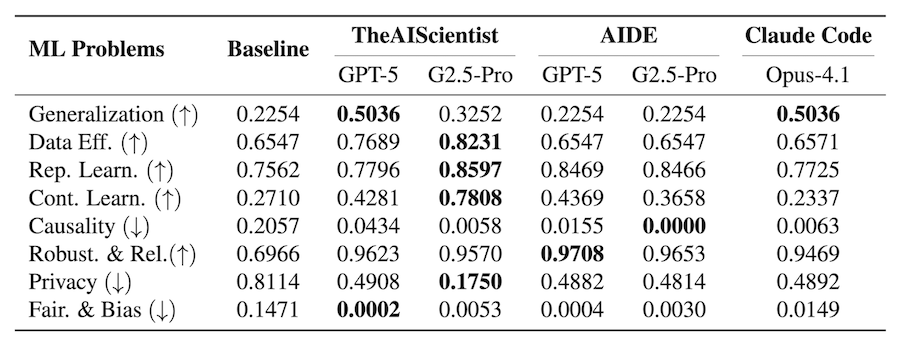 ML Problems Baseline TheAIScientist AIDE Claude Code
GPT-5 G2.5-Pro GPT-5 G2.5-Pro Opus-4.1
Generalization (↑) 0.2254 0.5036 0.3252 0.2254 0.2254 0.5036
Data Eff. (↑) 0.6547 0.7689 0.8231 0.6547 0.6547 0.6571
Rep. Learn. (↑) 0.7562 0.7796 0.8597 0.8469 0.8466 0.7725
Cont. Learn. (↑) 0.2710 0.4281 0.7808 0.4369 0.3658 0.2337
Causality (↓) 0.2057 0.0434 0.0058 0.0155 0.0000 0.0063
Robust. & Rel.(↑) 0.6966 0.9623 0.9570 0.9708 0.9653 0.9469
Privacy (↓) 0.8114 0.4908 0.1750 0.4882 0.4814 0.4892
Fair. & Bias (↓) 0.1471 0.0002 0.0053 0.0004 0.0030 0.0149